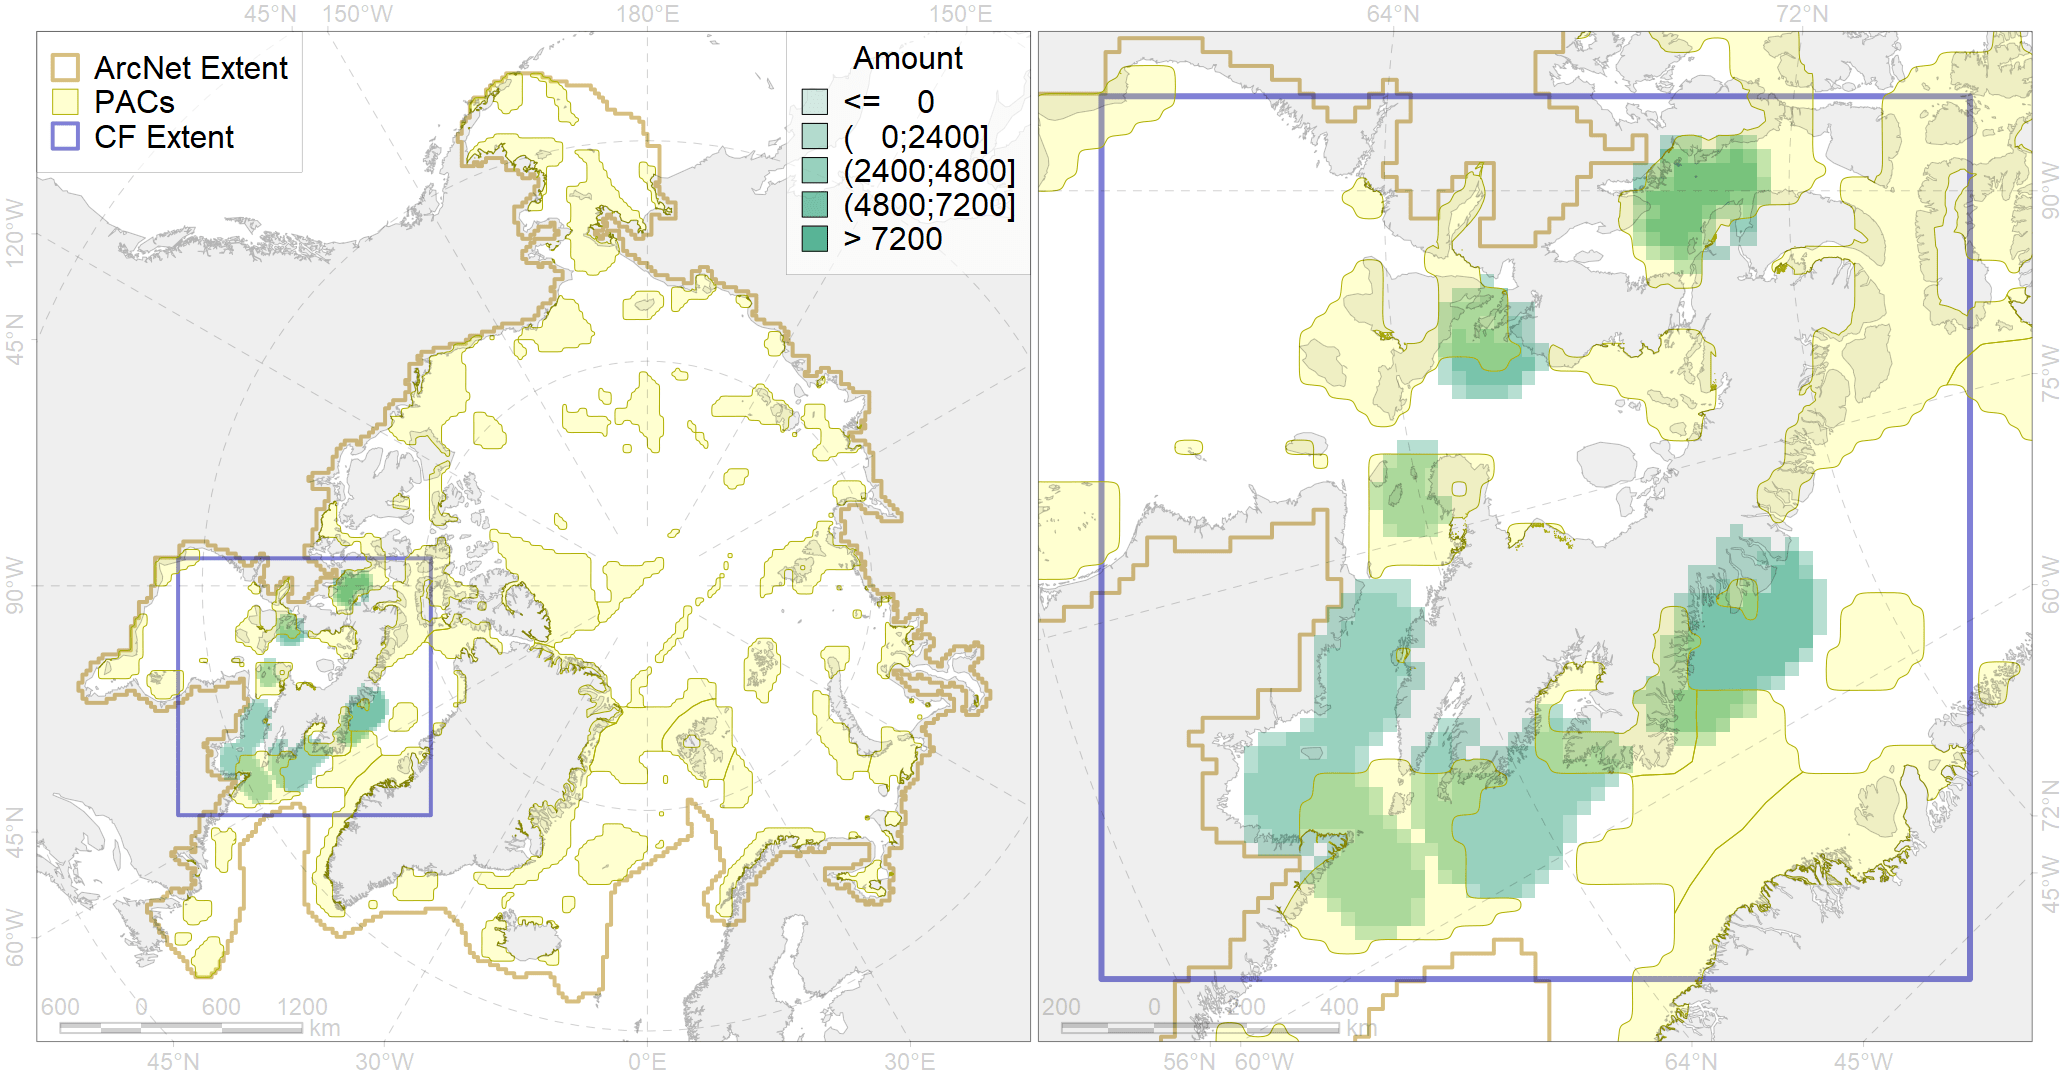 45°N 150°W 180°E 150°E 64°N 72°N
ArcNet Extent
PACs
CF Extent
Amount
<= 0
( 0;2400]
(2400;4800]
(4800;7200]
> 7200
120°W
45°N
90°W
45°N
60°W
90°W
75°W
60°W
72°N
45°W
600 0 600 1200
km
200 0 200 400
km
45°N 30°W 0°E 30°E 56°N 60°W 64°N 45°W